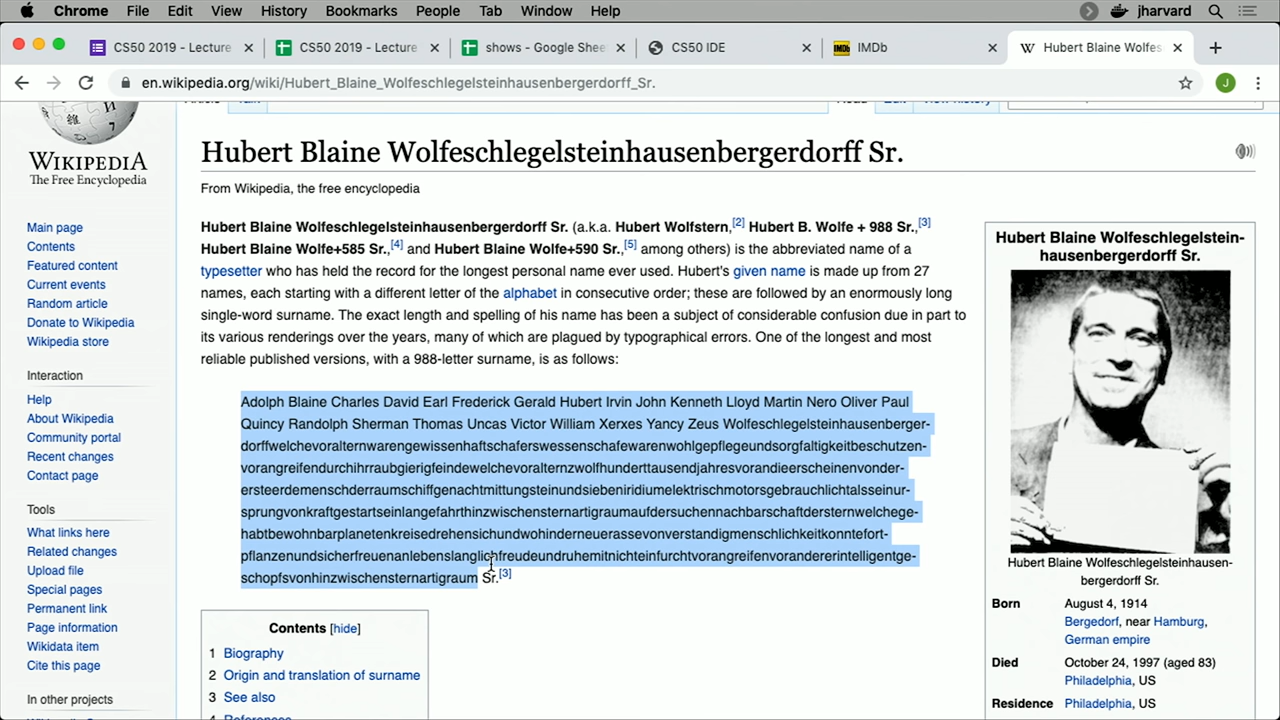 Chrome File Edit View History Bookmarks People Tab Window Help jharvard
CS50 2019 - Lecture
CS50 2019 - Lecture
shows - Google Shee
CS50 IDE
IMDb
Hubert Blaine Wolfes
en.wikipedia.org/wiki/Hubert_Blaine_Wolfeschlegelsteinhausenbergerdorff_Sr.
WIKIPEDIA
The Free Encyclopedia
Main page
Contents
Featured content
Current events
Random article
Donate to Wikipedia
Wikipedia store
Interaction
Help
About Wikipedia
Community portal
Recent changes
Contact page
Tools
What links here
Related changes
Upload file
Special pages
Permanent link
Page information
Wikidata item
Cite this page
In other projects
Hubert Blaine Wolfeschlegelsteinhausenbergerdorff Sr.
From Wikipedia, the free encyclopedia
Hubert Blaine Wolfeschlegelsteinhausenbergerdorff Sr. (a.k.a. Hubert Wolfstern,[2] Hubert B. Wolfe + 988 Sr.,[3]
Hubert Blaine Wolfe+585 Sr.,[4] and Hubert Blaine Wolfe+590 Sr.,[5] among others) is the abbreviated name of a
typesetter who has held the record for the longest personal name ever used. Hubert's given name is made up from 27
names, each starting with a different letter of the alphabet in consecutive order; these are followed by an enormously long
single-word surname. The exact length and spelling of his name has been a subject of considerable confusion due in part to
its various renderings over the years, many of which are plagued by typographical errors. One of the longest and most
reliable published versions, with a 988-letter surname, is as follows:
Adolph Blaine Charles David Earl Frederick Gerald Hubert Irvin John Kenneth Lloyd Martin Nero Oliver Paul
Quincy Randolph Sherman Thomas Uncas Victor William Xerxes Yancy Zeus Wolfeschlegelsteinhausenberger-
dorffwelchevoralternwarengewissenhaftschaferswessenschafewarenwohlgepflegeundsorgfaltigkeitbeschutzen-
vorangreifendurchihrraubgierigfeindewelchevoralternzwolfhunderttausendjahresvorandieerscheinenvonder-
ersteerdemenschderraumschiffgenachtmittungsteinundsiebeniridiumelektrischmotorsgebrauchlichtalsseinur-
sprungvonkraftgestartseinlangefahrthinzwischensternartigraumaufdersuchennachbarschaftdersternwelchege-
habtbewohnbarplanetenkreisedrehensichundwohinderneuerassevonverstandigmenschlichkeitkonntefort-
pflanzenundsicherfreuenanlebenslanglichfreudeundruhemitnichteinfurchtvorangreifenvorandererintelligentge-
schopfsvonhinzwischensternartigraum Sr.[3]
Contents [hide]
1 Biography
2 Origin and translation of surname
3 See also
4 References
Hubert Blaine Wolfeschlegelstein-
hausenbergerdorff Sr.
Hubert Blaine Wolfeschlegelsteinhausen-
bergerdorff Sr.
Born August 4, 1914
Bergedorf, near Hamburg,
German empire
Died October 24, 1997 (aged 83)
Philadelphia, US
Residence Philadelphia, US